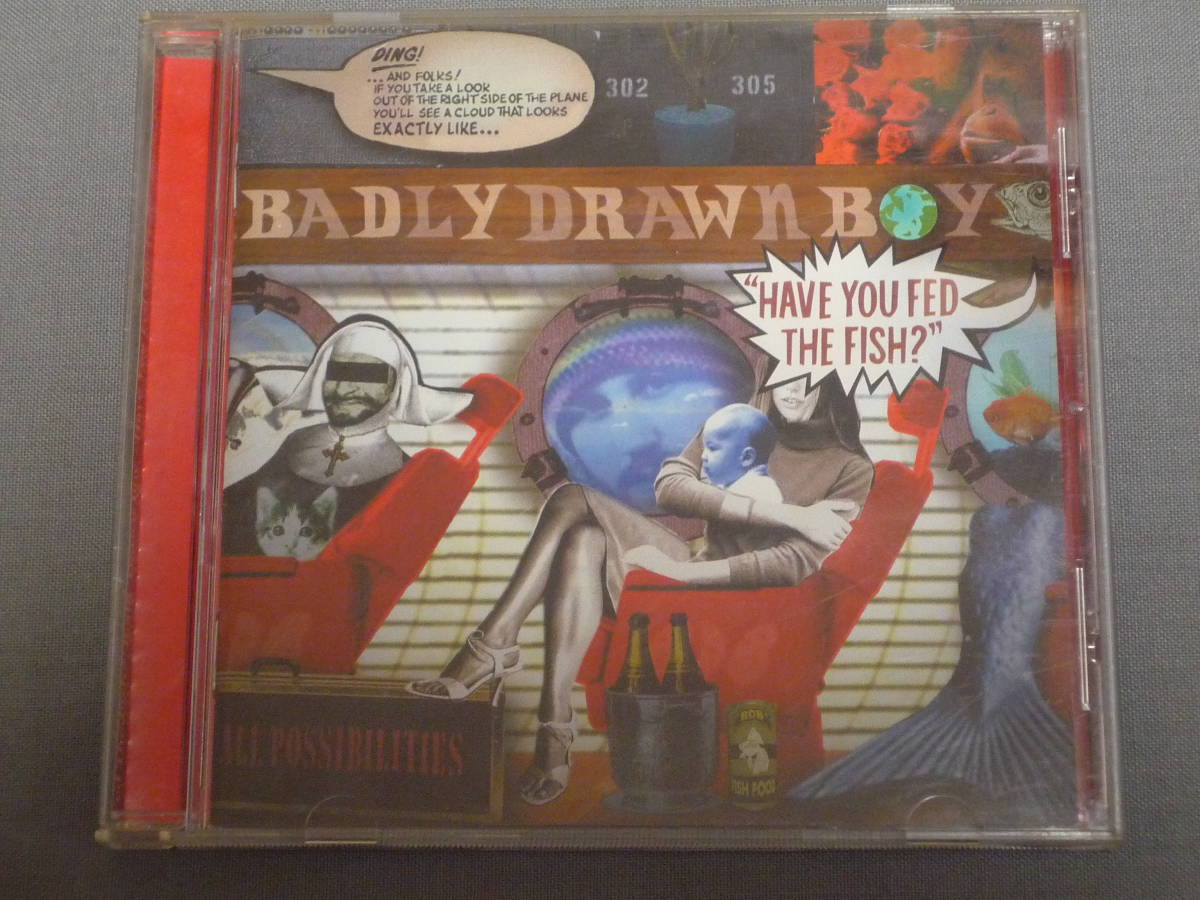 DING!
...AND FOLKS!
IF YOU TAKE A LOOK
OUT OF THE RIGHT SIDE OF THE PLANE
YOU'LL SEE A CLOUD THAT LOOKS
EXACTLY LIKE...
302 305
BADLY DRAWN BOY
"HAVE YOU FED
THE FISH?"
ALL POSSIBILITIES
BOB'S
FISH FOOD